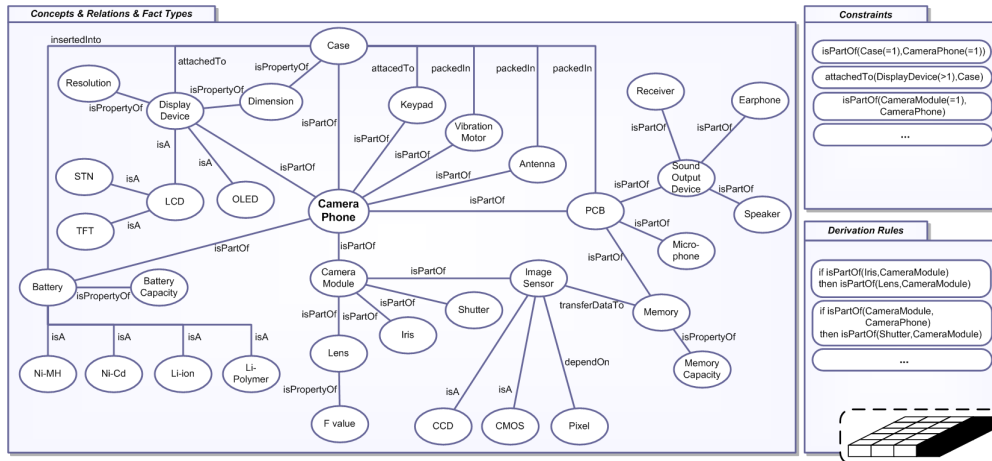 Concepts & Relations & Fact Types
insertedInto
Case
attachedTo
isPropertyOf
attacedTo
packedIn
packedIn
packedIn
Resolution
isPropertyOf
isPropertyOf
Display
Device
Dimension
isPartOf
Keypad
Vibration
Motor
Antenna
Receiver
Earphone
isPartOf
isPartOf
isA
isA
isPartOf
isPartOf
isPartOf
isPartOf
STN
isA
LCD
OLED
TFT
isA
Camera
Phone
isPartOf
PCB
isPartOf
Sound
Output
Device
isPartOf
Speaker
isPartOf
Micro-
phone
isPartOf
isPartOf
isPartOf
Battery
isPropertyOf
Battery
Capacity
Camera
Module
isPartOf
Image
Sensor
transferDataTo
Memory
isPartOf
isPartOf
isPartOf
Shutter
Iris
isPropertyOf
Memory
Capacity
isA
isA
isA
isA
Ni-MH
Ni-Cd
Li-ion
Li-
Polymer
Lens
isPropertyOf
F value
isA
isA
dependOn
CCD
CMOS
Pixel
Constraints
isPartOf(Case(=1),CameraPhone(=1))
attachedTo(DisplayDevice(>1),Case)
isPartOf(CameraModule(=1),
CameraPhone)
...
Derivation Rules
if isPartOf(Iris,CameraModule)
then isPartOf(Lens,CameraModule)
if isPartOf(CameraModule,
CameraPhone)
then isPartOf(Shutter,CameraModule)
...